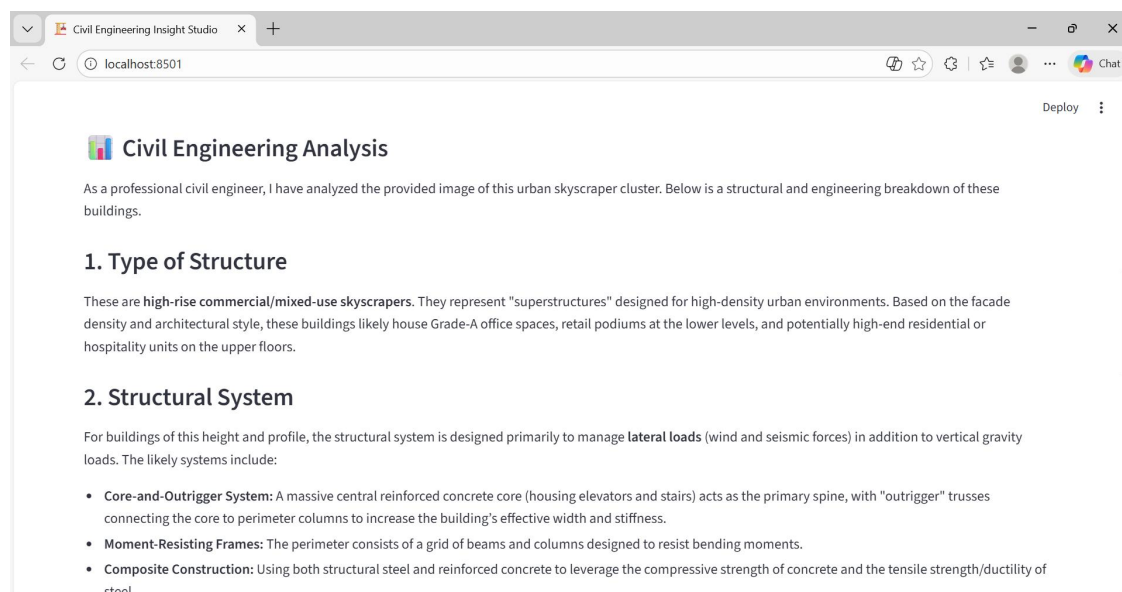 Civil Engineering Insight Studio
localhost:8501
Chat
Deploy
Civil Engineering Analysis
As a professional civil engineer, I have analyzed the provided image of this urban skyscraper cluster. Below is a structural and engineering breakdown of these
buildings.
1. Type of Structure
These are high-rise commercial/mixed-use skyscrapers. They represent "superstructures" designed for high-density urban environments. Based on the facade
density and architectural style, these buildings likely house Grade-A office spaces, retail podiums at the lower levels, and potentially high-end residential or
hospitality units on the upper floors.
2. Structural System
For buildings of this height and profile, the structural system is designed primarily to manage lateral loads (wind and seismic forces) in addition to vertical gravity
loads. The likely systems include:
• Core-and-Outrigger System: A massive central reinforced concrete core (housing elevators and stairs) acts as the primary spine, with "outrigger" trusses
connecting the core to perimeter columns to increase the building's effective width and stiffness.
• Moment-Resisting Frames: The perimeter consists of a grid of beams and columns designed to resist bending moments.
• Composite Construction: Using both structural steel and reinforced concrete to leverage the compressive strength of concrete and the tensile strength/ductility of
steel.